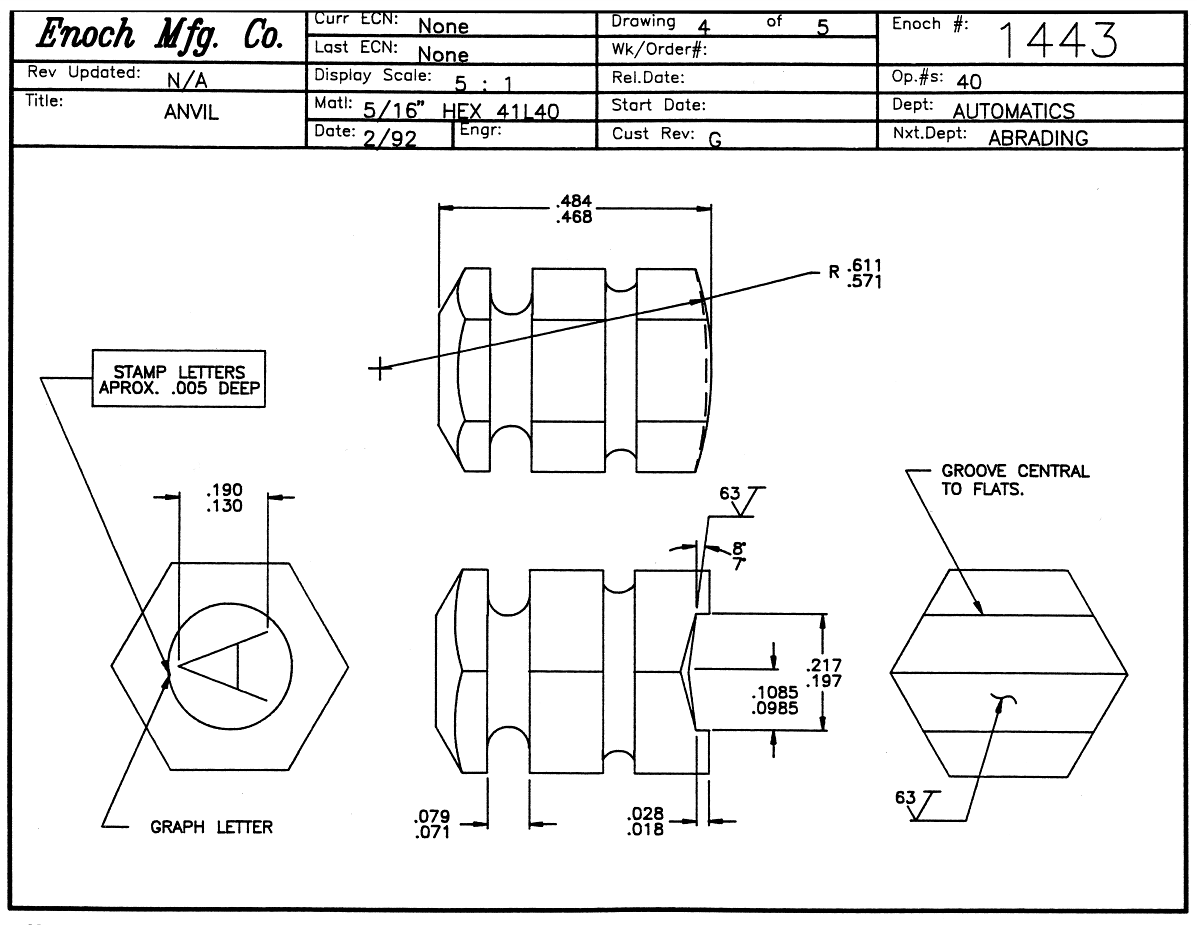 Enoch Mfg. Co.
Curr ECN: None
Drawing 4 of 5
Enoch #: 1443
Last ECN: None
Wk/Order#:
Rev Updated: N/A
Display Scale: 5 : 1
Rel.Date:
Op.#s: 40
Title: ANVIL
Matl: 5/16" HEX 41L40
Start Date:
Dept: AUTOMATICS
Date: 2/92
Engr:
Cust Rev: G
Nxt.Dept: ABRADING
.484
.468
R .611
.571
STAMP LETTERS
APROX. .005 DEEP
GROOVE CENTRAL
TO FLATS.
.190
.130
63
8°
7°
A
.217
.197
.1085
.0985
63
.079
.071
.028
.018
GRAPH LETTER